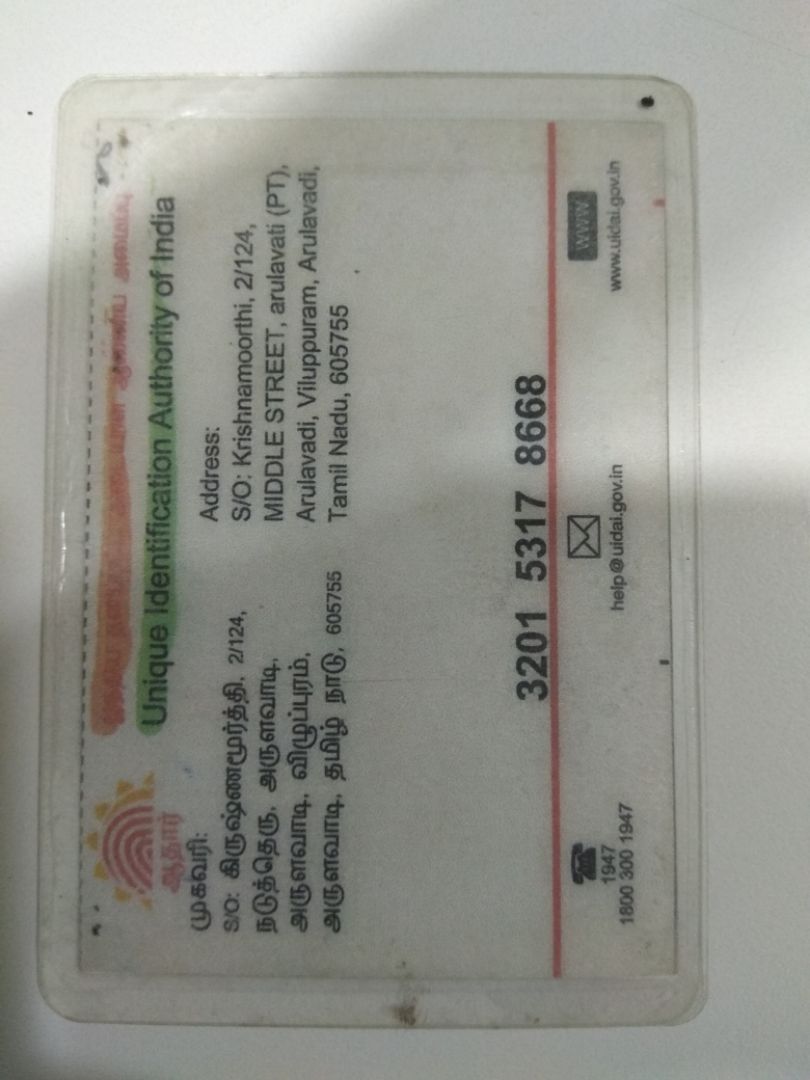 Unique Identification Authority of India
ஆதார்
முகவரி:
S/O: கிருஷ்ணமூர்த்தி, 2/124,
நடுத்தெரு, அருளவாடி,
அருளவாடி, விழுப்புரம்,
அருளவாடி, தமிழ் நாடு, 605755
Address:
S/O: Krishnamoorthi, 2/124,
MIDDLE STREET, arulavati (PT),
Arulavadi, Viluppuram, Arulavadi,
Tamil Nadu, 605755
3201 5317 8668
1947
1800 300 1947
help@uidai.gov.in
WWW
www.uidai.gov.in